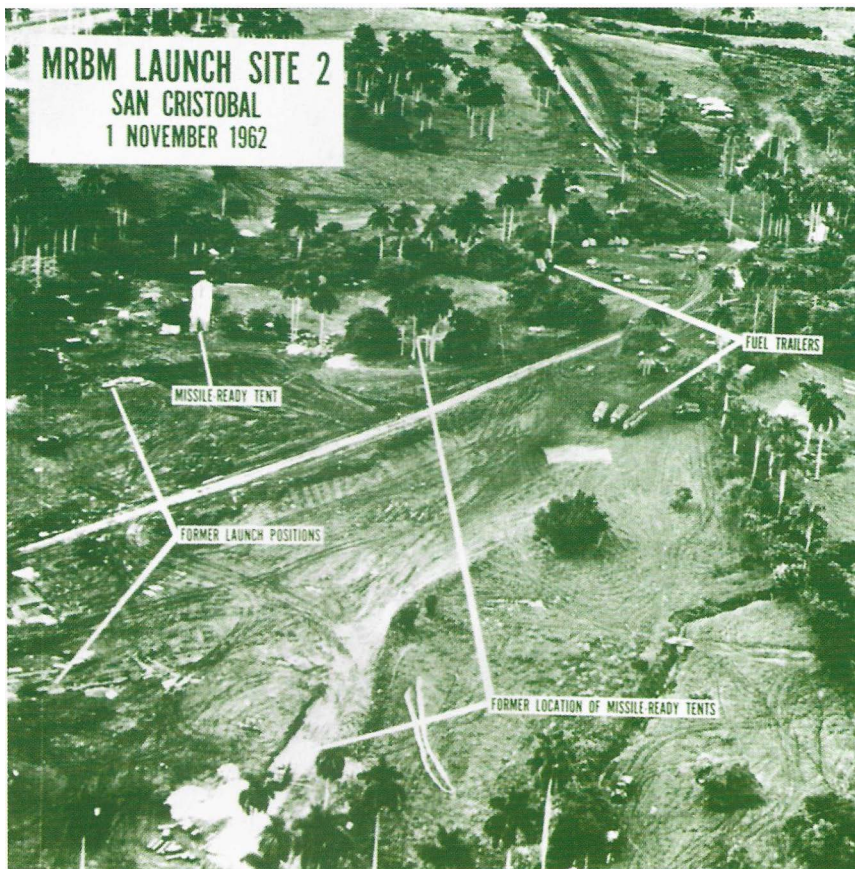 MRBM LAUNCH SITE 2
SAN CRISTOBAL
1 NOVEMBER 1962
FUEL TRAILERS
MISSILE-READY TENT
FORMER LAUNCH POSITIONS
FORMER LOCATION OF MISSILE-READY TENTS